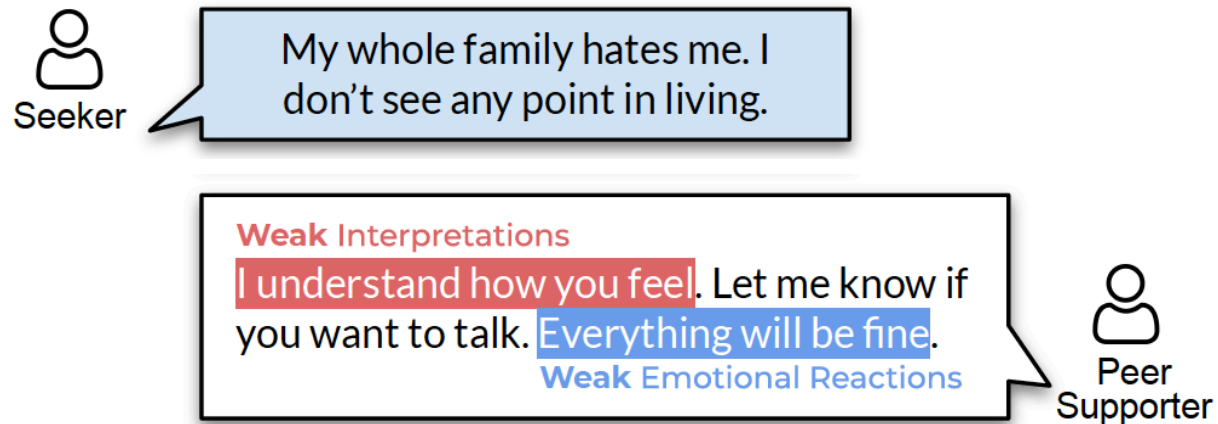 Seeker
My whole family hates me. I
don’t see any point in living.
Weak Interpretations
I understand how you feel. Let me know if
you want to talk. Everything will be fine.
Weak Emotional Reactions
Peer
Supporter